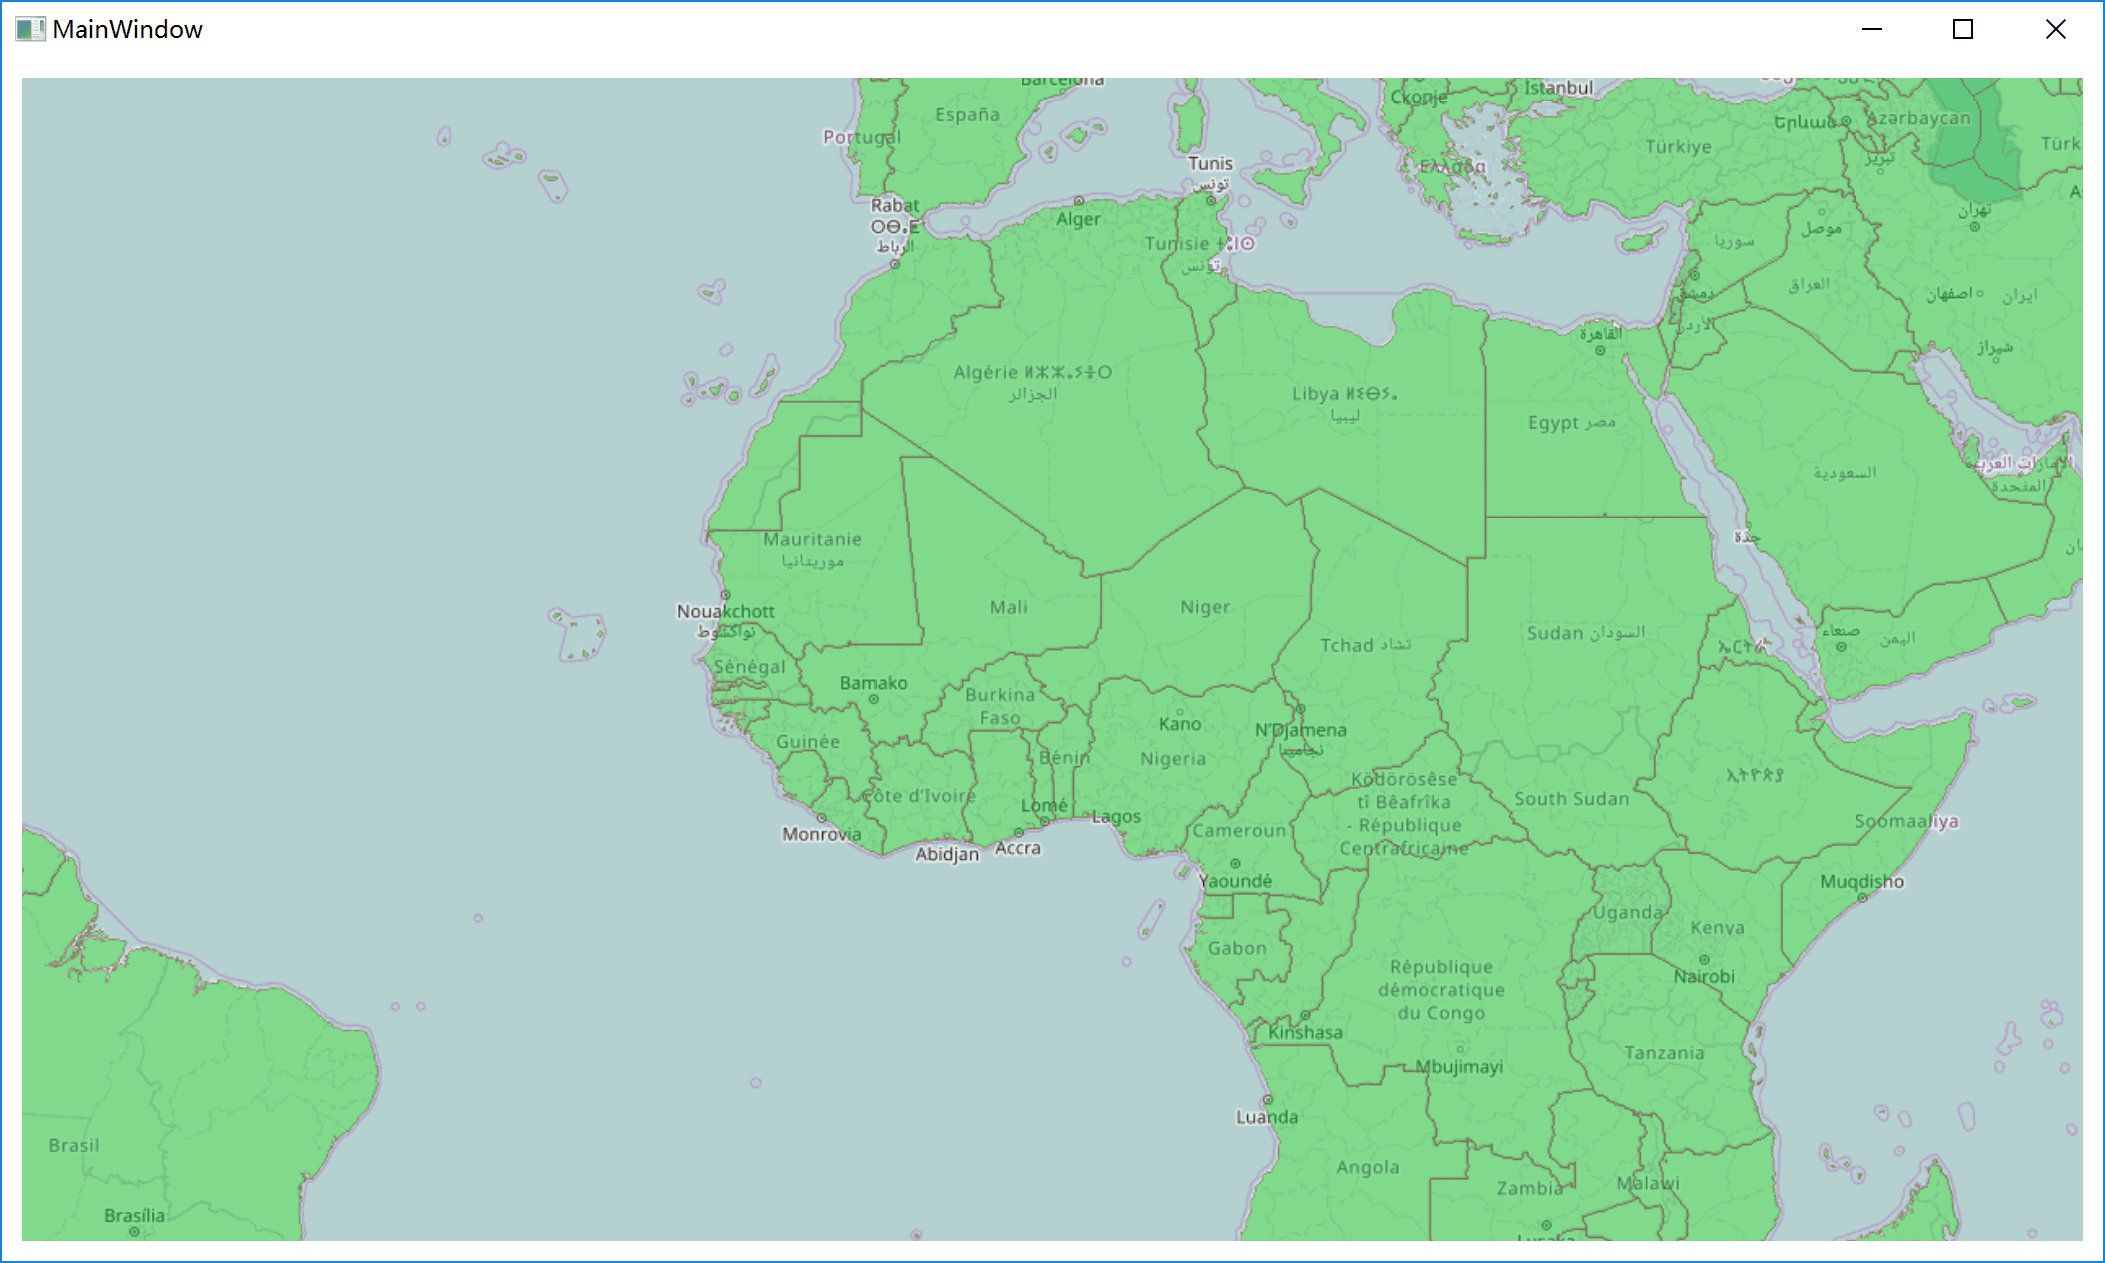 MainWindow
Barcelona
España
Portugal
Ckonje
Istanbul
Ελλάδα
Türkiye
Երևան
Azərbaycan
تبریز
Türk
Tunis
تونس
Rabat
ⵔⴱⴰⵟ
الرباط
Alger
Tunisie
تونس
سوريا
موصل
تهران
دمشق
العراق
اصفهان
ایران
الأردن
القاهرة
شیراز
Algérie ⵍⵣⵣⴰⵢⴻⵔ
الجزائر
Libya ⵍⵉⴱⵢⴰ
ليبيا
Egypt مصر
السعودية
الإمارات العربية
المتحدة
جدّة
Mauritanie
موريتانيا
Nouakchott
نواكشوط
Mali
Niger
Tchad تشاد
Sudan السودان
صنعاء
اليمن
Sénégal
Bamako
Burkina
Faso
Kano
N'Djamena
نجامينا
Guinée
Bénin
Nigeria
Côte d'Ivoire
Lomé
Lagos
Monrovia
Abidjan
Accra
Cameroun
Yaoundé
Ködörösêse
tî Bêafrîka
- République
Centrafricaine
South Sudan
ኢትዮጵያ
Soomaaliya
Muqdisho
Uganda
Kenya
Nairobi
Gabon
République
démocratique
du Congo
Kinshasa
Mbujimayi
Tanzania
Luanda
Angola
Zambia
Malawi
Lusaka
Brasil
Brasília